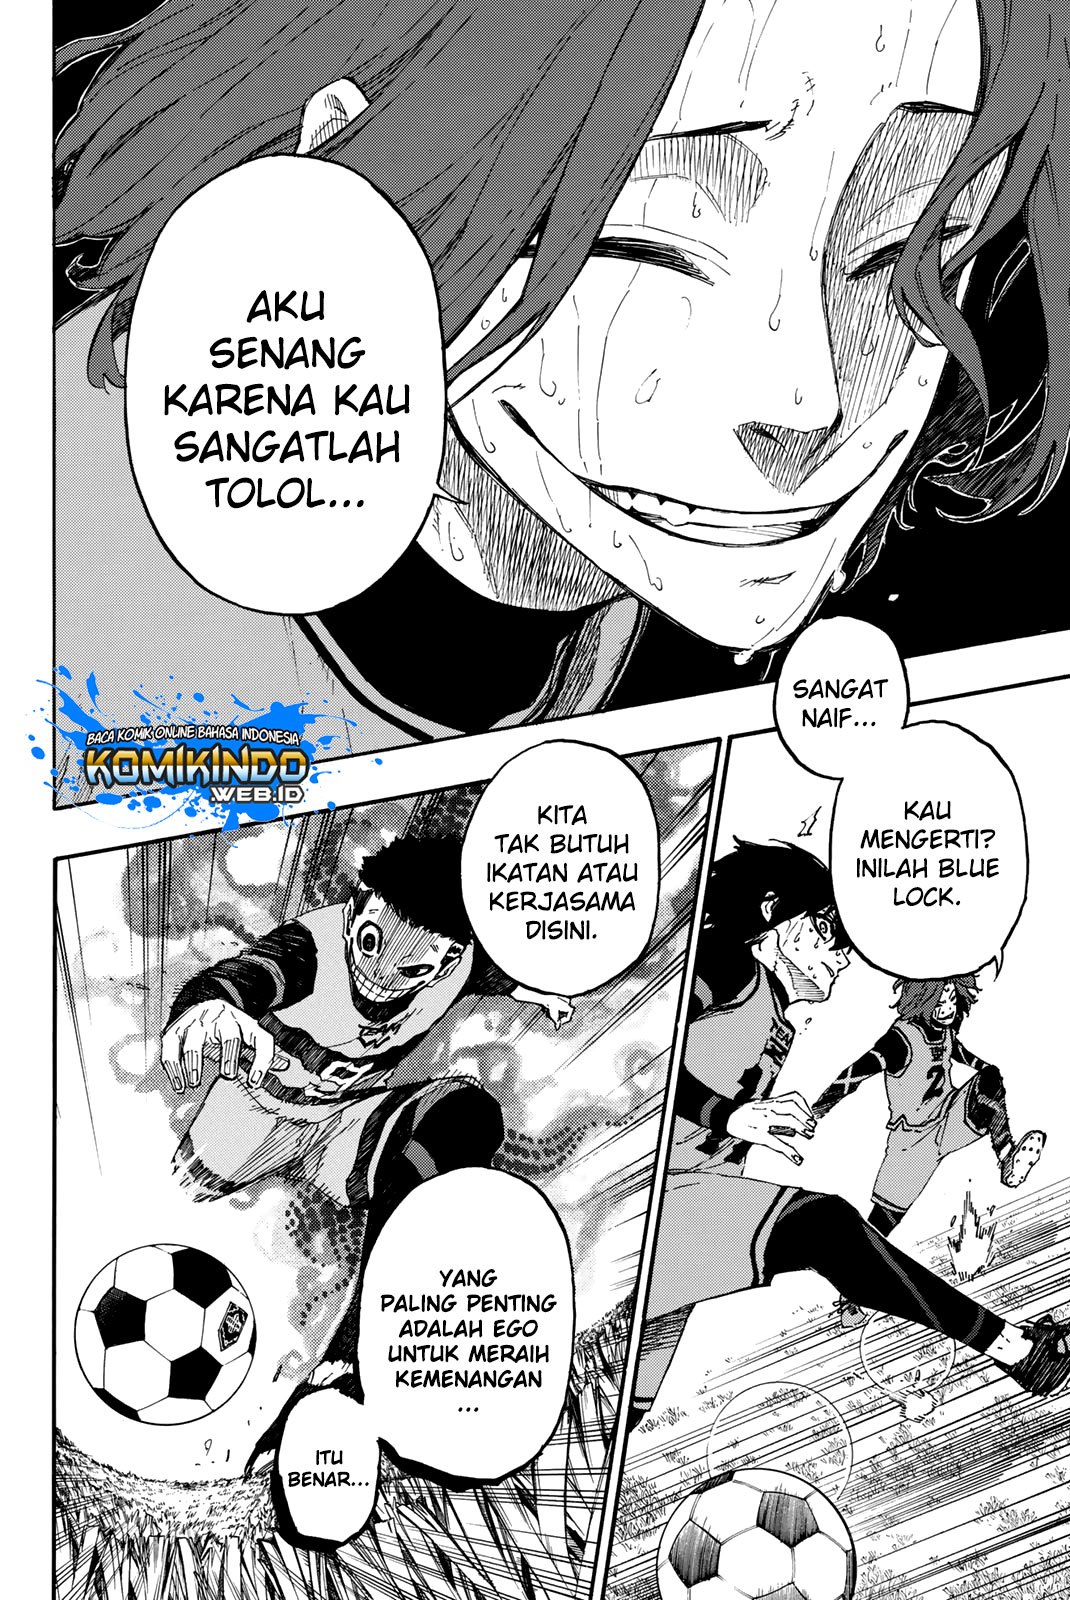 AKU
SENANG
KARENA KAU
SANGATLAH
TOLOL...
SANGAT
NAIF...
KAU
MENGERTI?
INILAH BLUE
LOCK.
2
BACA KOMIK ONLINE BAHASA INDONESIA
KOMIKINDO
.WEB.ID
KITA
TAK BUTUH
IKATAN ATAU
KERJASAMA
DISINI.
TEAM
YANG
PALING PENTING
ADALAH EGO
UNTUK MERAIH
KEMENANGAN
...
ITU
BENAR...